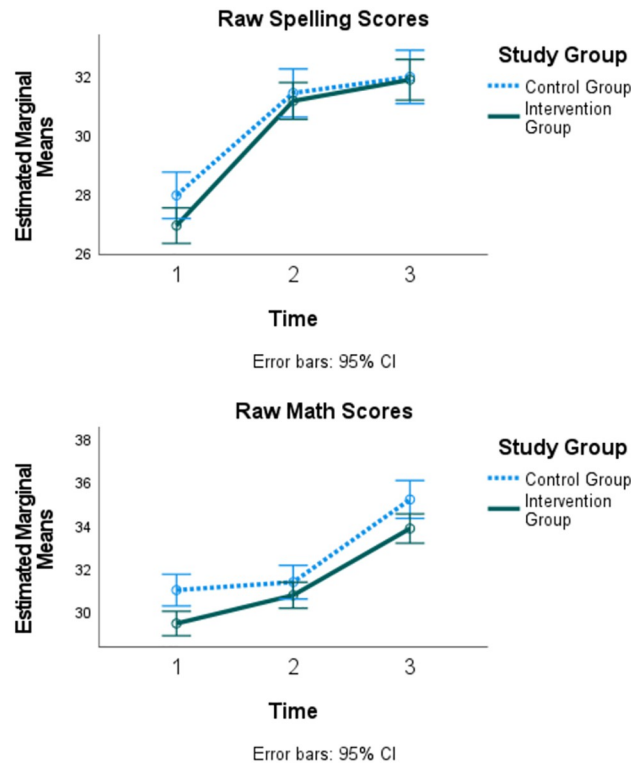 Raw Spelling Scores
Estimated Marginal
Means
32
30
28
26
1 2 3
Time
Error bars: 95% CI
Study Group
Control Group
Intervention
Group
Raw Math Scores
Estimated Marginal
Means
38
36
34
32
30
1 2 3
Time
Error bars: 95% CI
Study Group
Control Group
Intervention
Group